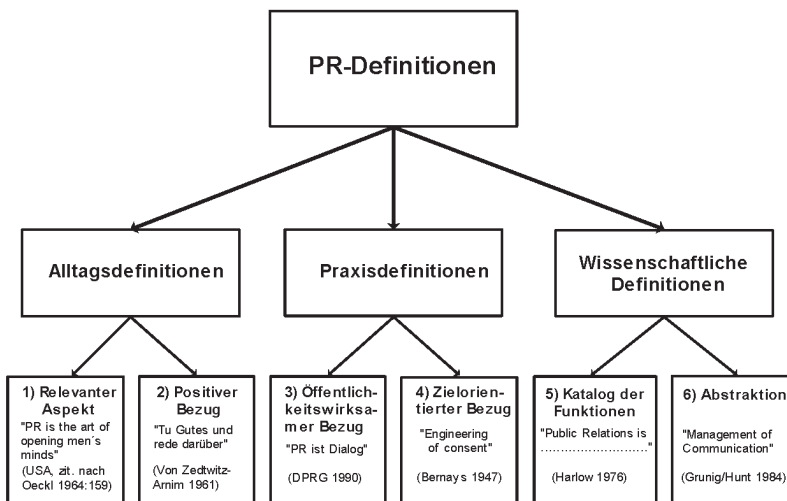 PR-Definitionen
Alltagsdefinitionen
Praxisdefinitionen
Wissenschaftliche
Definitionen
1) Relevanter
Aspekt
"PR is the art of
opening men´s
minds"
(USA, zit. nach
Oeckl 1964:159)
2) Positiver
Bezug
"Tu Gutes und
rede darüber"
(Von Zedtwitz-
Arnim 1961)
3) Öffentlich-
keitswirksa-
mer Bezug
"PR ist Dialog"
(DPRG 1990)
4) Zielorien-
tierter Bezug
"Engineering
of consent"
(Bernays 1947)
5) Katalog der
Funktionen
"Public Relations is
............................"
(Harlow 1976)
6) Abstraktion
"Management of
Communication"
(Grunig/Hunt 1984)